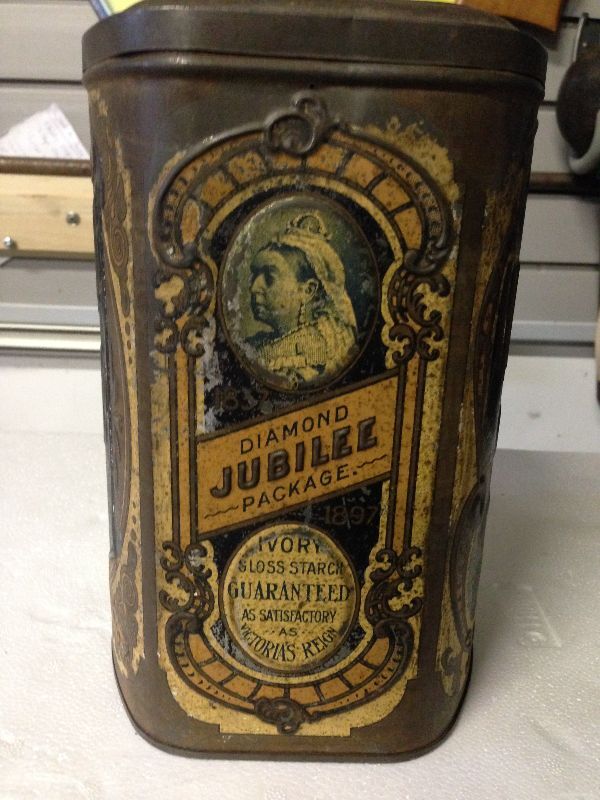 DIAMOND
JUBILEE
PACKAGE.
1897
IVORY
GLOSS STARCH
GUARANTEED
AS SATISFACTORY
AS
VICTORIA'S REIGN